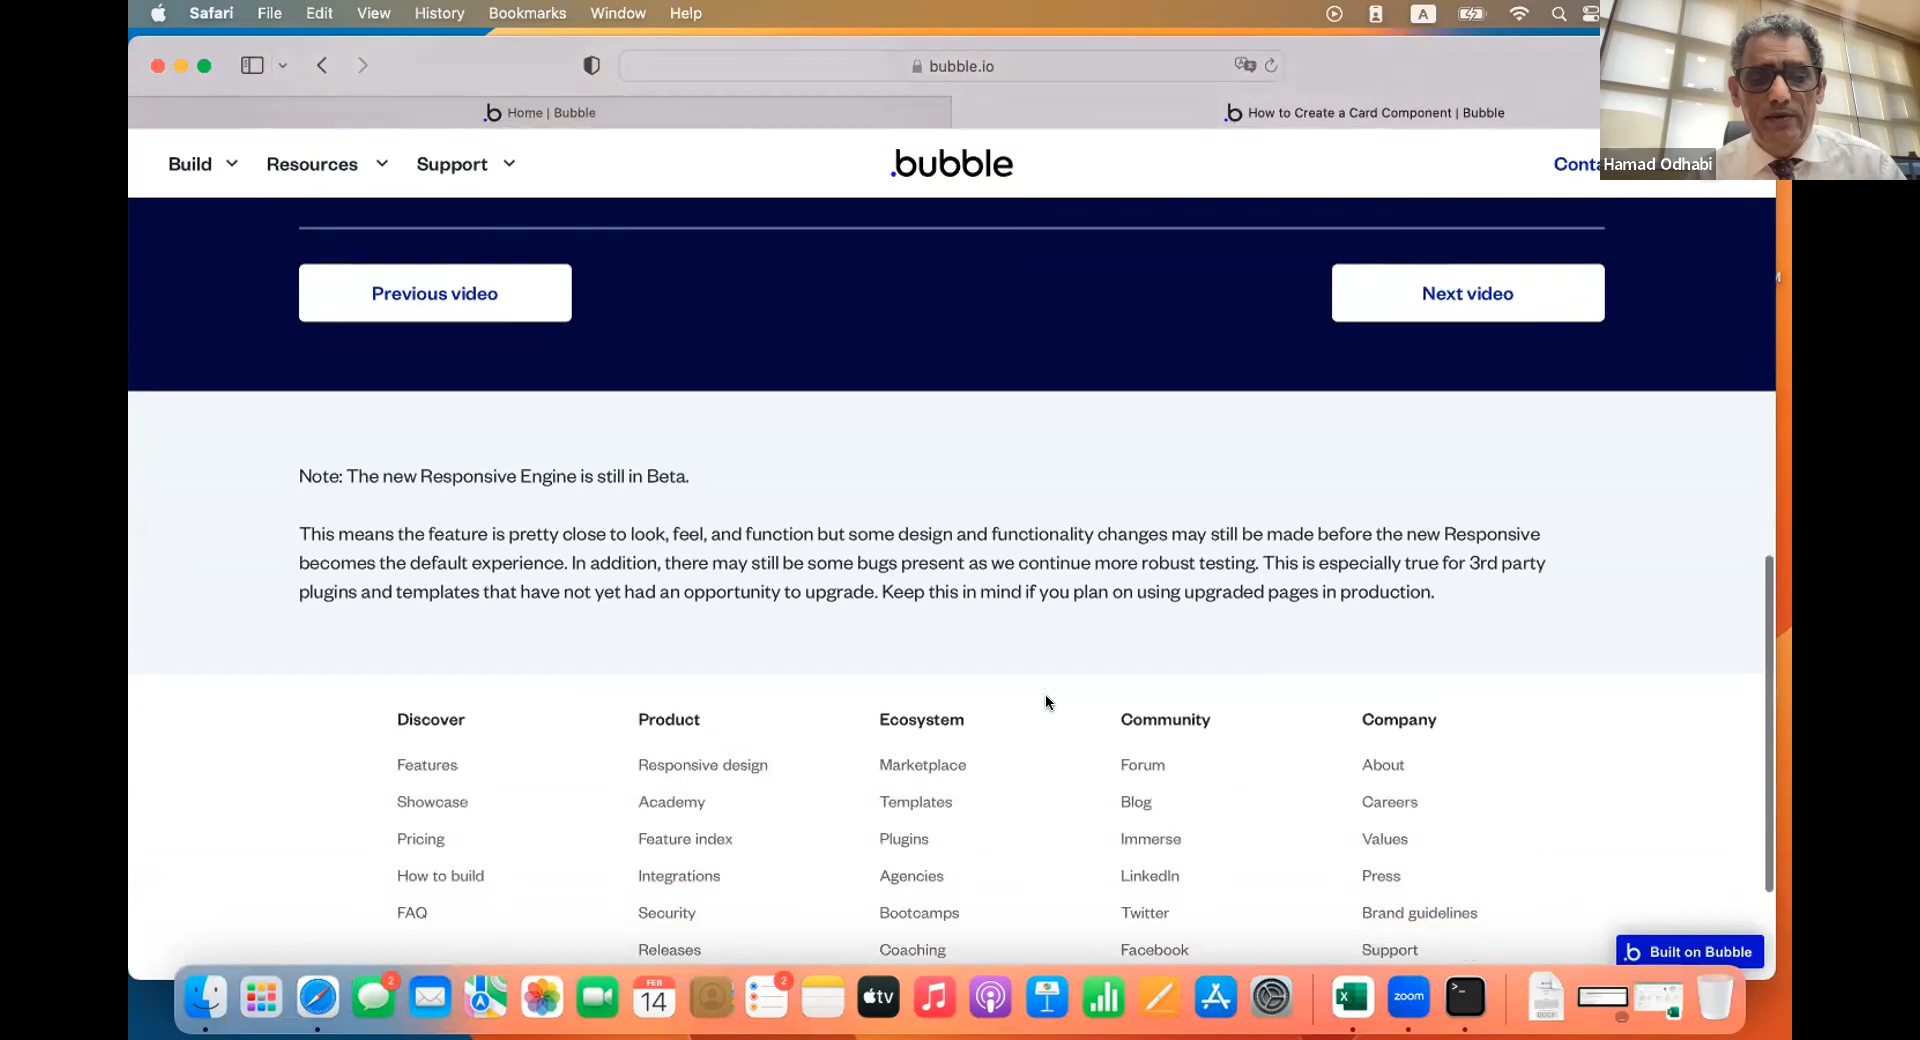 Safari File Edit View History Bookmarks Window Help
A
bubble.io
Home | Bubble
How to Create a Card Component | Bubble
Build Resources Support
.bubble
Conta
Hamad Odhabi
Previous video
Next video
Note: The new Responsive Engine is still in Beta.
This means the feature is pretty close to look, feel, and function but some design and functionality changes may still be made before the new Responsive
becomes the default experience. In addition, there may still be some bugs present as we continue more robust testing. This is especially true for 3rd party
plugins and templates that have not yet had an opportunity to upgrade. Keep this in mind if you plan on using upgraded pages in production.
Discover Product Ecosystem Community Company
Features Responsive design Marketplace Forum About
Showcase Academy Templates Blog Careers
Pricing Feature index Plugins Immerse Values
How to build Integrations Agencies LinkedIn Press
FAQ Security Bootcamps Twitter Brand guidelines
Releases Coaching Facebook Support
Built on Bubble
2
FEB
14
2
tv
zoom
DOCX